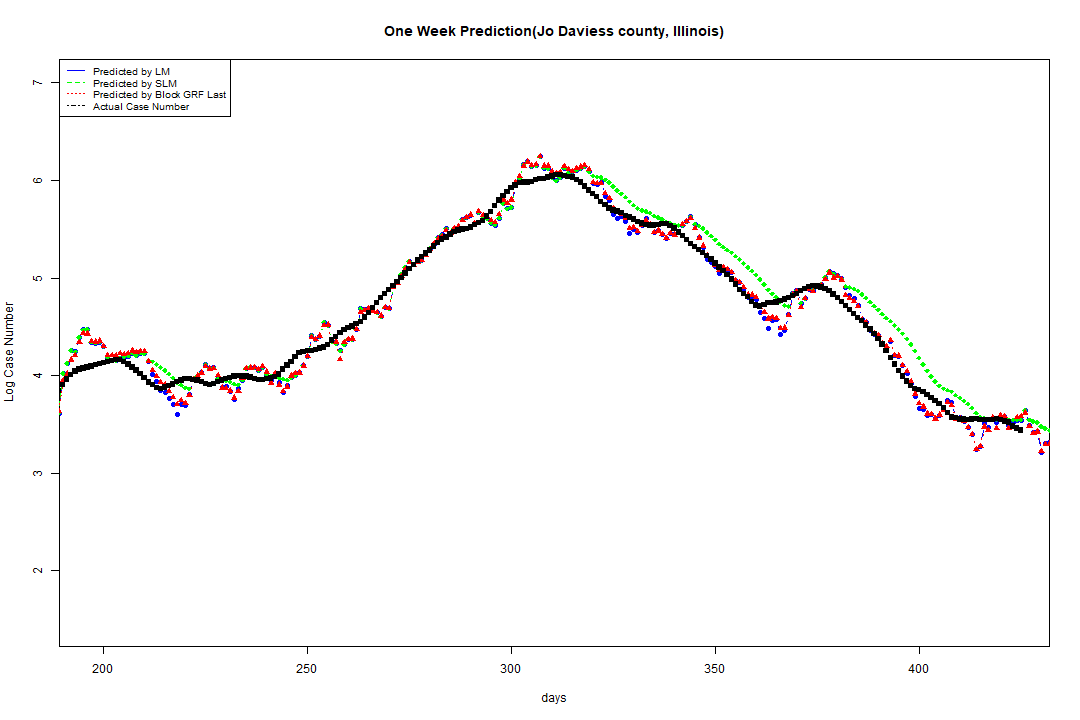 One Week Prediction(Jo Daviess county, Illinois)
Predicted by LM
Predicted by SLM
Predicted by Block GRF Last
Actual Case Number
Log Case Number
7
6
5
4
3
2
200 250 300 350 400
days